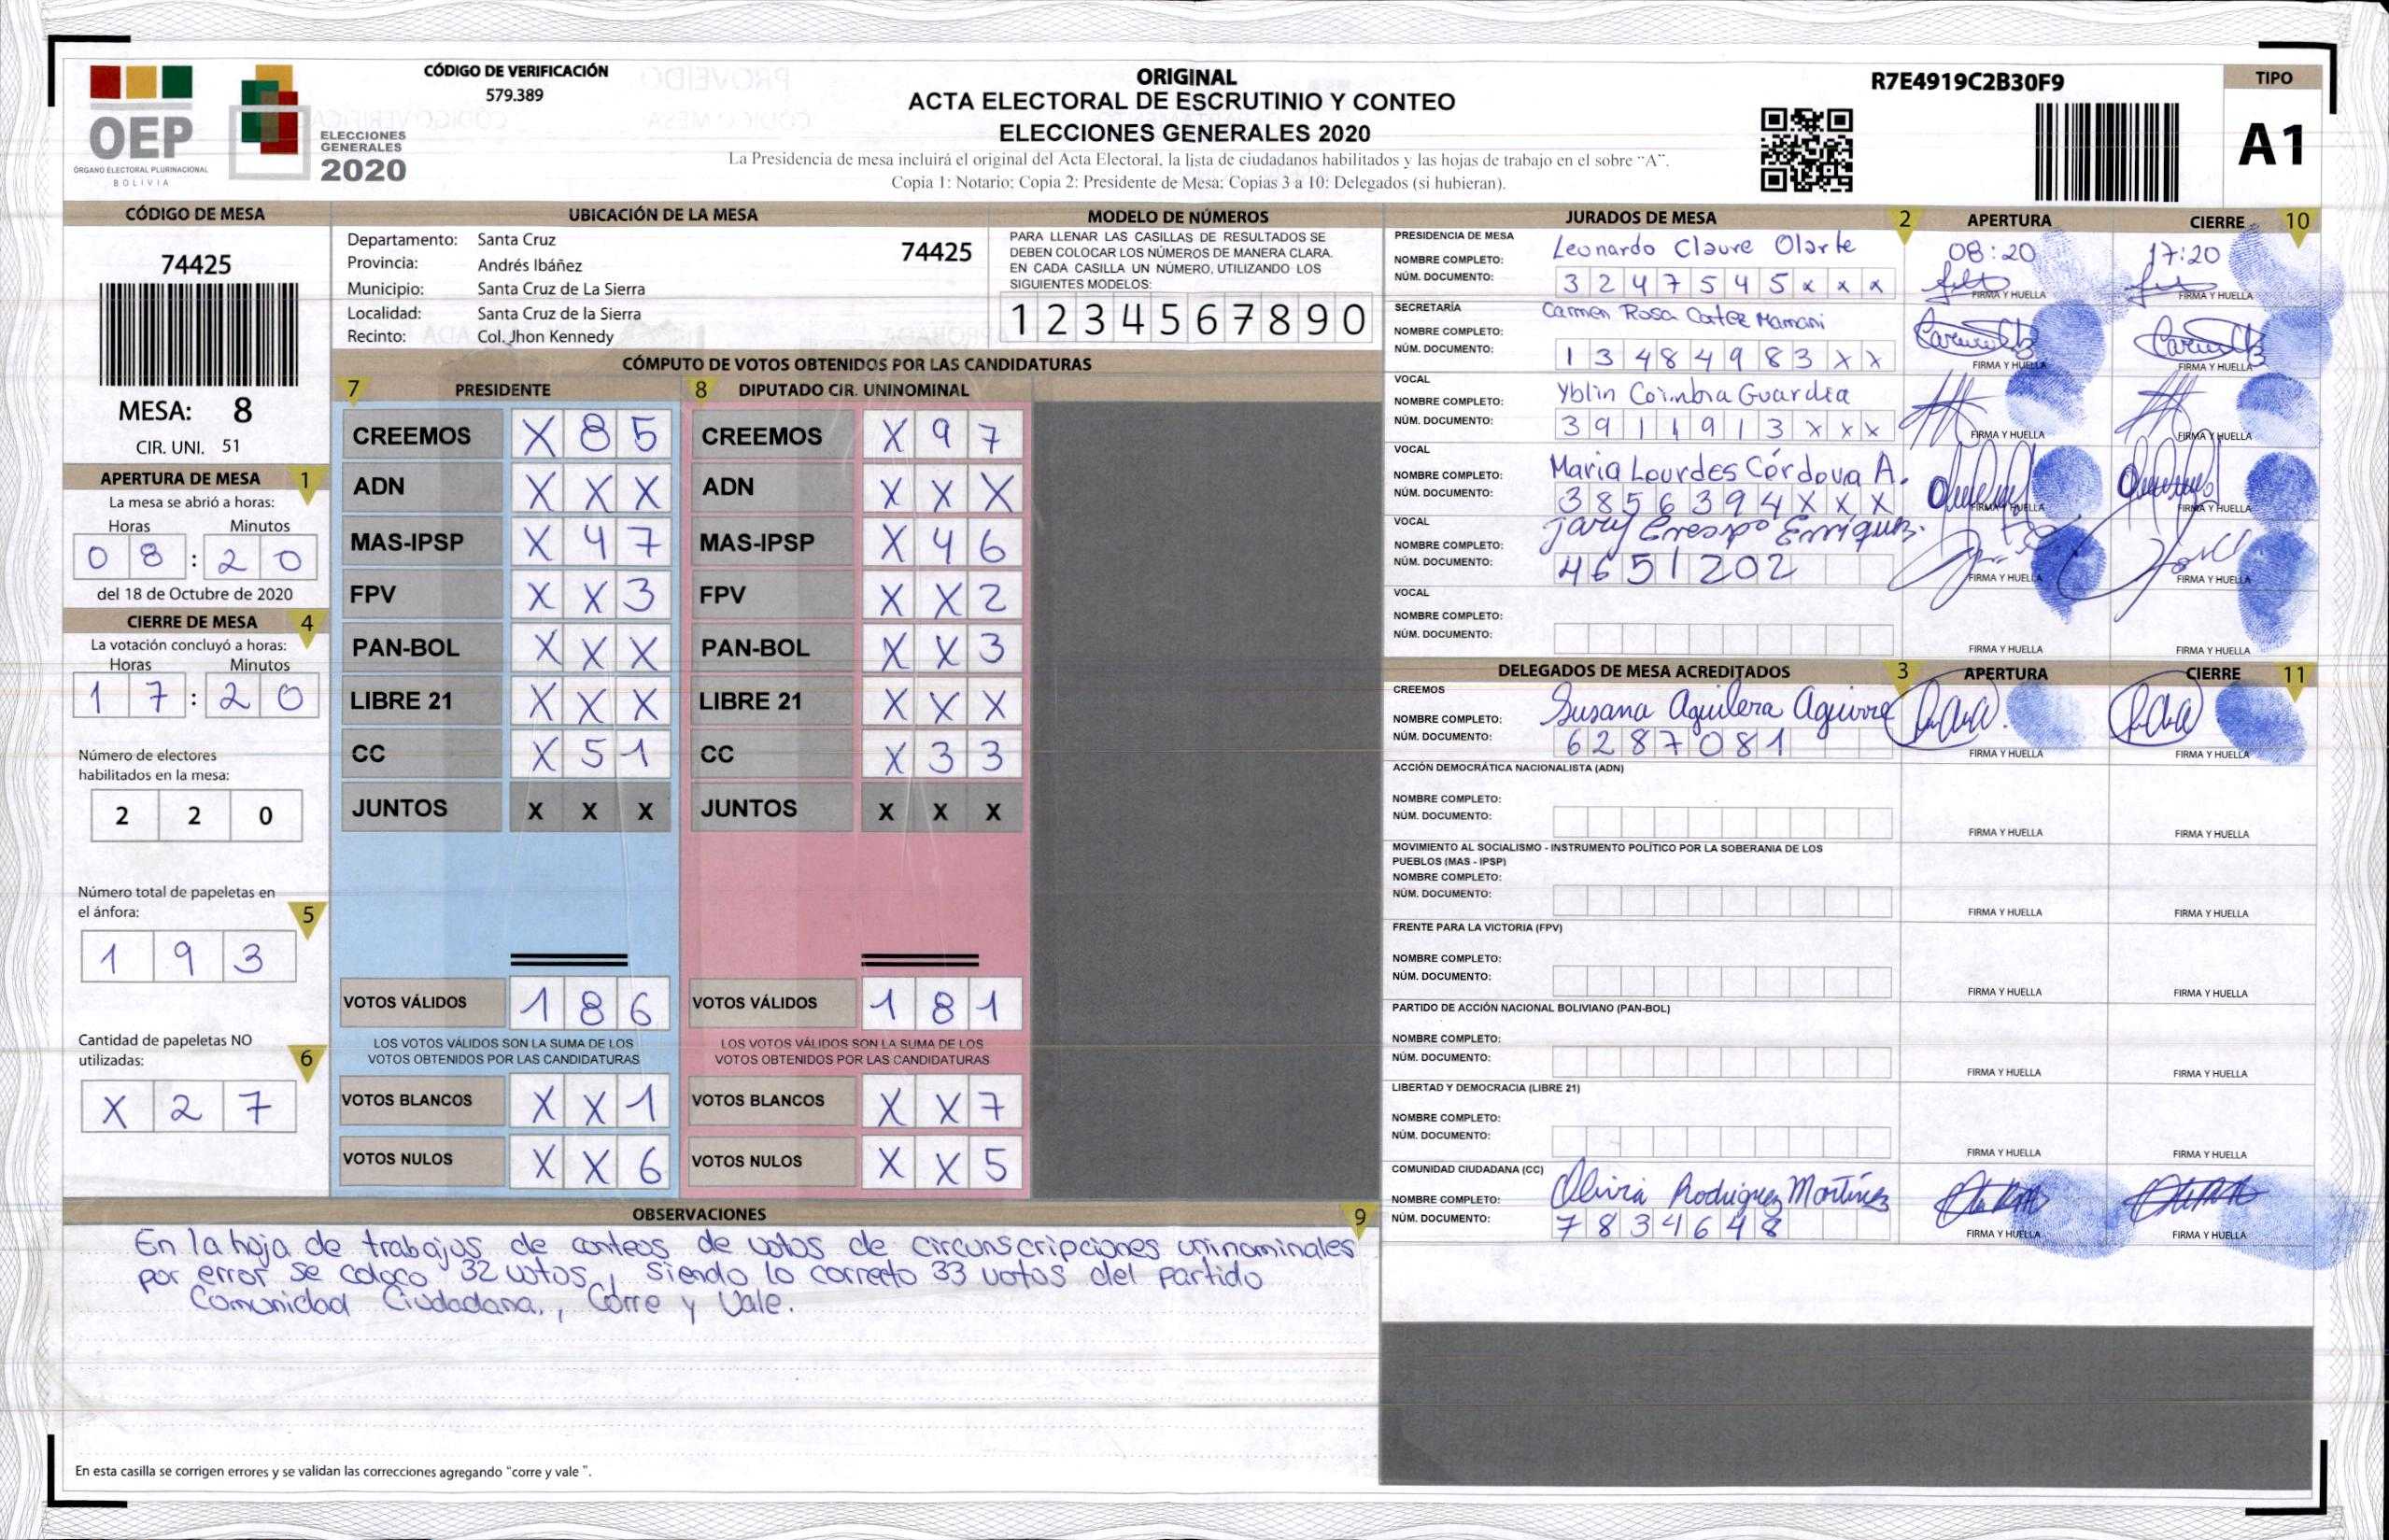 CÓDIGO DE VERIFICACIÓN
579.389
OEP
ÓRGANO ELECTORAL PLURINACIONAL
BOLIVIA
ELECCIONES
GENERALES
2020
ORIGINAL
ACTA ELECTORAL DE ESCRUTINIO Y CONTEO
ELECCIONES GENERALES 2020
La Presidencia de mesa incluirá el original del Acta Electoral, la lista de ciudadanos habilitados y las hojas de trabajo en el sobre "A".
Copia 1: Notario; Copia 2: Presidente de Mesa; Copias 3 a 10: Delegados (si hubieran).
R7E4919C2B30F9
TIPO
A1
CÓDIGO DE MESA
74425
MESA: 8
CIR. UNI. 51
APERTURA DE MESA 1
La mesa se abrió a horas:
Horas Minutos
0 8 : 2 0
del 18 de Octubre de 2020
CIERRE DE MESA 4
La votación concluyó a horas:
Horas Minutos
1 7 : 2 0
Número de electores
habilitados en la mesa:
2 2 0
Número total de papeletas en
el ánfora: 5
1 9 3
Cantidad de papeletas NO
utilizadas: 6
X 2 7
UBICACIÓN DE LA MESA
Departamento: Santa Cruz 74425
Provincia: Andrés Ibáñez
Municipio: Santa Cruz de La Sierra
Localidad: Santa Cruz de la Sierra
Recinto: Col. Jhon Kennedy
MODELO DE NÚMEROS
PARA LLENAR LAS CASILLAS DE RESULTADOS SE
DEBEN COLOCAR LOS NÚMEROS DE MANERA CLARA.
EN CADA CASILLA UN NÚMERO, UTILIZANDO LOS
SIGUIENTES MODELOS:
1 2 3 4 5 6 7 8 9 0
CÓMPUTO DE VOTOS OBTENIDOS POR LAS CANDIDATURAS
7 PRESIDENTE
CREEMOS X 8 5
ADN X X X
MAS-IPSP X 4 7
FPV X X 3
PAN-BOL X X X
LIBRE 21 X X X
CC X 5 1
JUNTOS X X X
VOTOS VÁLIDOS 1 8 6
LOS VOTOS VÁLIDOS SON LA SUMA DE LOS
VOTOS OBTENIDOS POR LAS CANDIDATURAS
VOTOS BLANCOS X X 1
VOTOS NULOS X X 6
8 DIPUTADO CIR. UNINOMINAL
CREEMOS X 9 7
ADN X X X
MAS-IPSP X 4 6
FPV X X 2
PAN-BOL X X 3
LIBRE 21 X X X
CC X 3 3
JUNTOS X X X
VOTOS VÁLIDOS 1 8 1
LOS VOTOS VÁLIDOS SON LA SUMA DE LOS
VOTOS OBTENIDOS POR LAS CANDIDATURAS
VOTOS BLANCOS X X 7
VOTOS NULOS X X 5
OBSERVACIONES 9
En la hoja de trabajos de conteos de votos de circunscripciones uninominales
por error se coloco 32 votos, siendo lo correcto 33 votos del partido
Comunidad Ciudadana., Corre y Vale.
En esta casilla se corrigen errores y se validan las correcciones agregando "corre y vale ".
JURADOS DE MESA 2 APERTURA CIERRE 10
PRESIDENCIA DE MESA
NOMBRE COMPLETO: Leonardo Claure Olarte 08:20 17:20
NÚM. DOCUMENTO: 3 2 4 7 5 4 5 x x x
FIRMA Y HUELLA FIRMA Y HUELLA
SECRETARÍA
NOMBRE COMPLETO: Carmen Rosa Cortez Mamani
NÚM. DOCUMENTO: 1 3 4 8 4 9 8 3 X X
FIRMA Y HUELLA FIRMA Y HUELLA
VOCAL
NOMBRE COMPLETO: Yblin Coimbra Guardia
NÚM. DOCUMENTO: 3 9 1 1 9 1 3 X X X
FIRMA Y HUELLA FIRMA Y HUELLA
VOCAL
NOMBRE COMPLETO: Maria Lourdes Córdova A.
NÚM. DOCUMENTO: 3 8 5 6 3 9 4 X X X
FIRMA Y HUELLA FIRMA Y HUELLA
VOCAL
NOMBRE COMPLETO: Jary Crespo Enríquez.
NÚM. DOCUMENTO: 4 6 5 1 2 0 2
FIRMA Y HUELLA FIRMA Y HUELLA
VOCAL
NOMBRE COMPLETO:
NÚM. DOCUMENTO:
FIRMA Y HUELLA FIRMA Y HUELLA
DELEGADOS DE MESA ACREDITADOS 3 APERTURA CIERRE 11
CREEMOS
NOMBRE COMPLETO: Susana Aguilera Aguirre
NÚM. DOCUMENTO: 6 2 8 7 0 8 1
FIRMA Y HUELLA FIRMA Y HUELLA
ACCIÓN DEMOCRÁTICA NACIONALISTA (ADN)
NOMBRE COMPLETO:
NÚM. DOCUMENTO:
FIRMA Y HUELLA FIRMA Y HUELLA
MOVIMIENTO AL SOCIALISMO - INSTRUMENTO POLÍTICO POR LA SOBERANIA DE LOS
PUEBLOS (MAS - IPSP)
NOMBRE COMPLETO:
NÚM. DOCUMENTO:
FIRMA Y HUELLA FIRMA Y HUELLA
FRENTE PARA LA VICTORIA (FPV)
NOMBRE COMPLETO:
NÚM. DOCUMENTO:
FIRMA Y HUELLA FIRMA Y HUELLA
PARTIDO DE ACCIÓN NACIONAL BOLIVIANO (PAN-BOL)
NOMBRE COMPLETO:
NÚM. DOCUMENTO:
FIRMA Y HUELLA FIRMA Y HUELLA
LIBERTAD Y DEMOCRACIA (LIBRE 21)
NOMBRE COMPLETO:
NÚM. DOCUMENTO:
FIRMA Y HUELLA FIRMA Y HUELLA
COMUNIDAD CIUDADANA (CC)
NOMBRE COMPLETO: Olivia Rodriguez Martínez
NÚM. DOCUMENTO: 7 8 3 4 6 4 8
FIRMA Y HUELLA FIRMA Y HUELLA